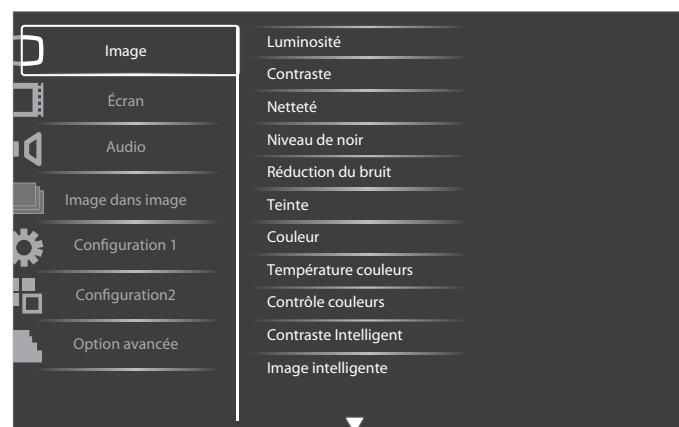 Image
Écran
Audio
Image dans image
Configuration 1
Configuration2
Option avancée
Luminosité
Contraste
Netteté
Niveau de noir
Réduction du bruit
Teinte
Couleur
Température couleurs
Contrôle couleurs
Contraste Intelligent
Image intelligente